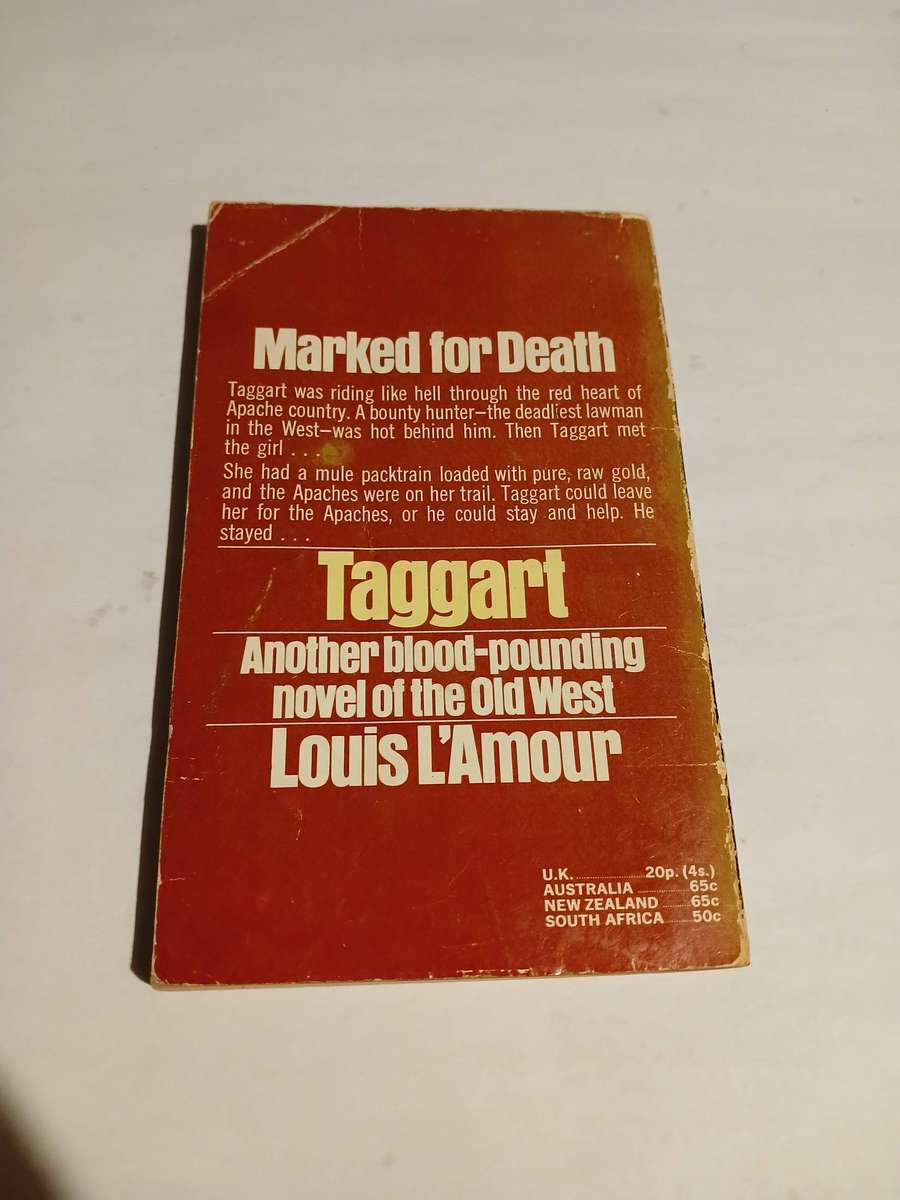 Marked for Death
Taggart was riding like hell through the red heart of
Apache country. A bounty hunter—the deadliest lawman
in the West—was hot behind him. Then Taggart met
the girl . . .
She had a mule packtrain loaded with pure, raw gold,
and the Apaches were on her trail. Taggart could leave
her for the Apaches, or he could stay and help. He
stayed . . .
Taggart
Another blood-pounding
novel of the Old West
Louis L'Amour
U.K. ............ 20p. (4s.)
AUSTRALIA ............ 65c
NEW ZEALAND ...... 65c
SOUTH AFRICA ...... 50c